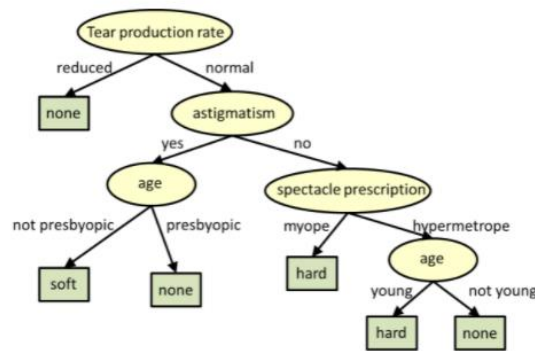 Tear production rate
reduced
normal
none
astigmatism
yes
no
age
spectacle prescription
not presbyopic
presbyopic
myope
hypermetrope
soft
none
hard
age
young
not young
hard
none